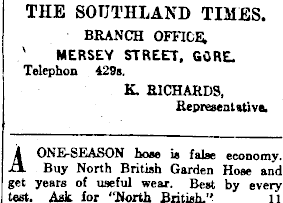 THE SOUTHLAND TIMES.
BRANCH OFFICE,
MERSEY STREET, GORE.
Telephon 429s.
K. RICHARDS,
Representative.
A ONE-SEASON hose is false economy.
Buy North British Garden Hose and
get years of useful wear. Best by every
test. Ask for "North British." 11